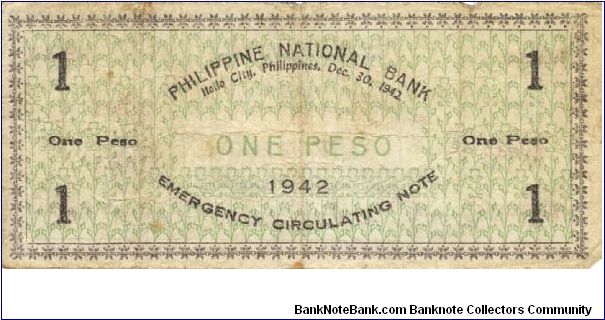 1 PHILIPPINE NATIONAL BANK 1
Iloilo City, Philippines, Dec. 30, 1942
One Peso ONE PESO One Peso
1942
1 EMERGENCY CIRCULATING NOTE 1
BankNoteBank.com Banknote Collectors Community